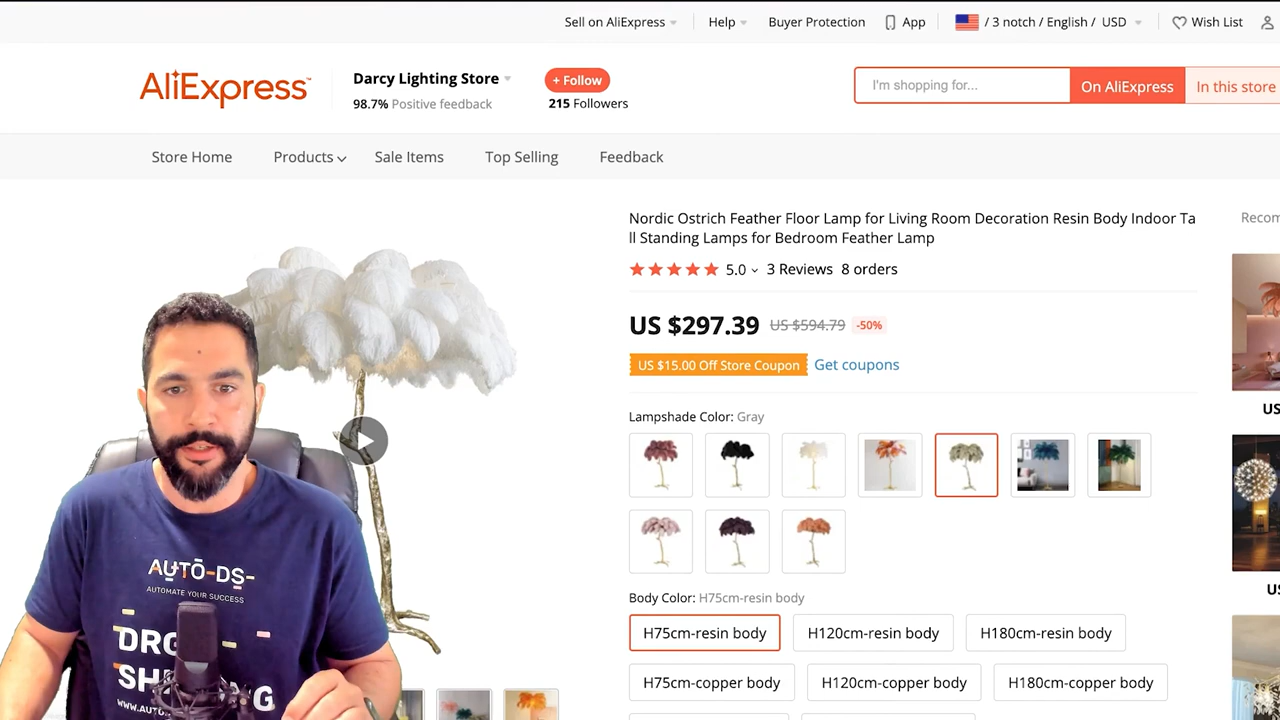 Sell on AliExpress
Help
Buyer Protection
App
/ 3 notch / English / USD
Wish List
AliExpress™
Darcy Lighting Store
98.7% Positive feedback
+ Follow
215 Followers
I'm shopping for...
On AliExpress
In this store
Store Home
Products
Sale Items
Top Selling
Feedback
Nordic Ostrich Feather Floor Lamp for Living Room Decoration Resin Body Indoor Ta
ll Standing Lamps for Bedroom Feather Lamp
5.0
3 Reviews
8 orders
US $297.39
US $594.79
-50%
US $15.00 Off Store Coupon
Get coupons
Lampshade Color: Gray
Body Color: H75cm-resin body
H75cm-resin body
H120cm-resin body
H180cm-resin body
H75cm-copper body
H120cm-copper body
H180cm-copper body
Recom
US
US
AUTO-DS-
AUTOMATE YOUR SUCCESS